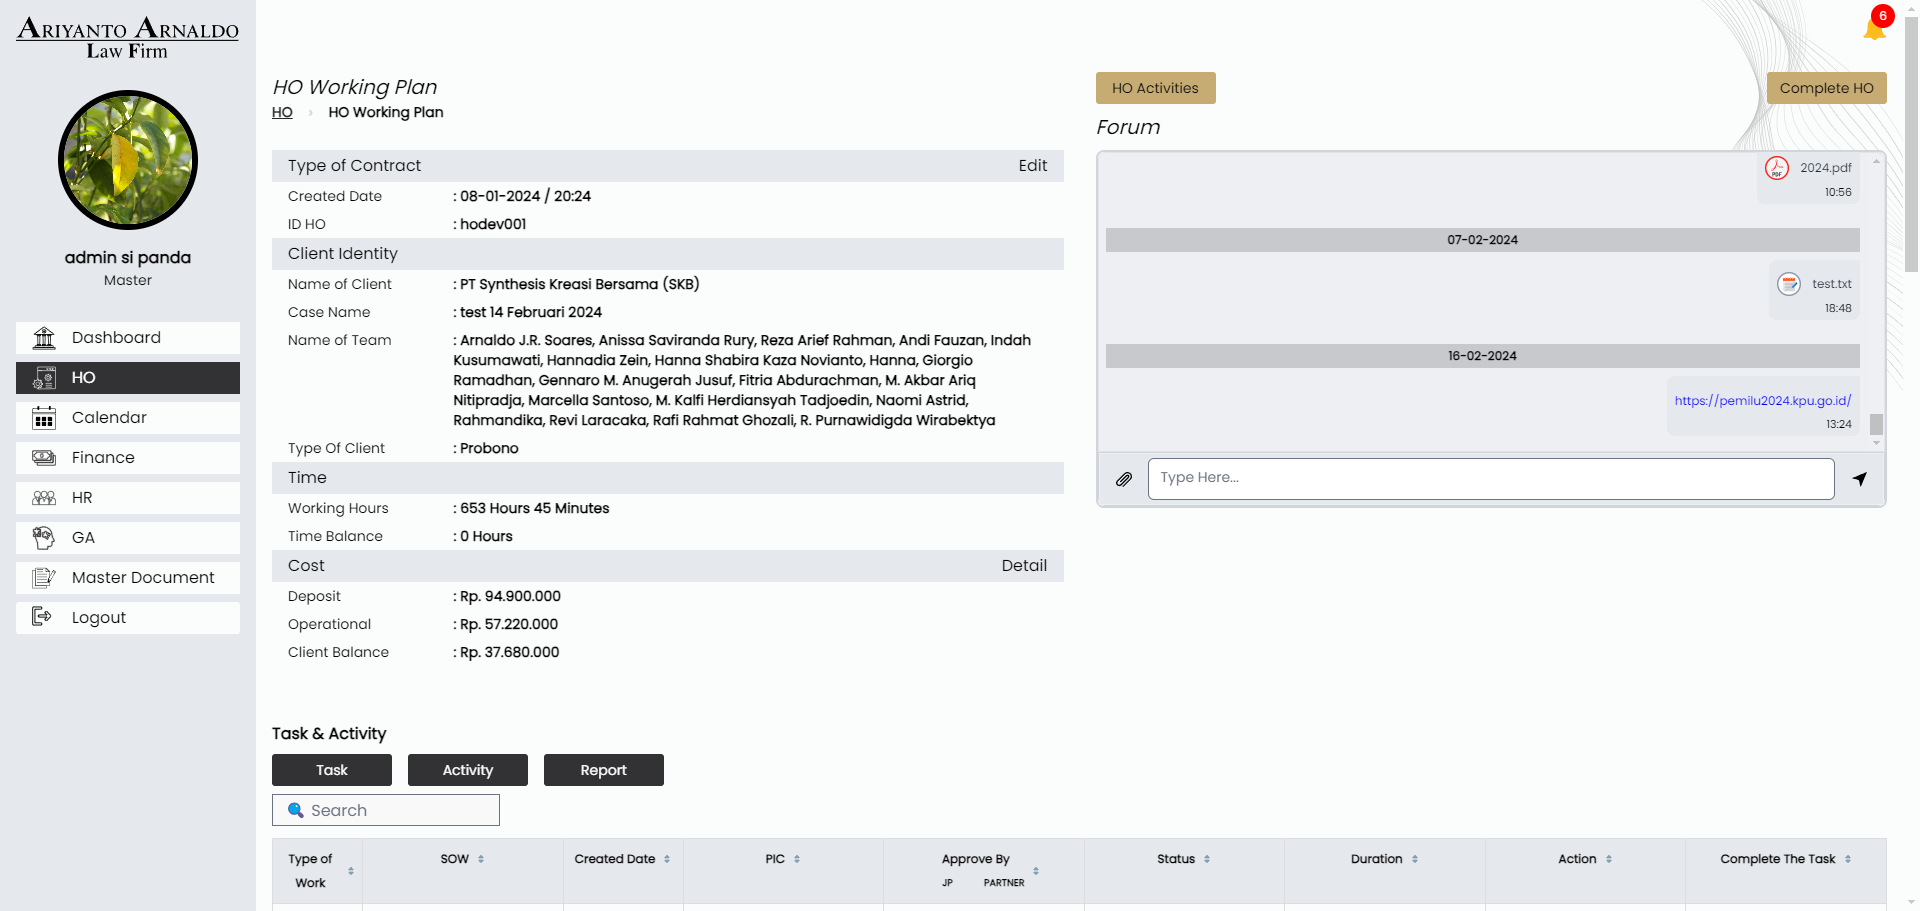 ARIYANTO ARNALDO
Law Firm
admin si panda
Master
Dashboard
HO
Calendar
Finance
HR
GA
Master Document
Logout
6
HO Working Plan
HO › HO Working Plan
Type of Contract Edit
Created Date : 08-01-2024 / 20:24
ID HO : hodev001
Client Identity
Name of Client : PT Synthesis Kreasi Bersama (SKB)
Case Name : test 14 Februari 2024
Name of Team : Arnaldo J.R. Soares, Anissa Saviranda Rury, Reza Arief Rahman, Andi Fauzan, Indah
Kusumawati, Hannadia Zein, Hanna Shabira Kaza Novianto, Hanna, Giorgio
Ramadhan, Gennaro M. Anugerah Jusuf, Fitria Abdurachman, M. Akbar Ariq
Nitipradja, Marcella Santoso, M. Kalfi Herdiansyah Tadjoedin, Naomi Astrid,
Rahmandika, Revi Laracaka, Rafi Rahmat Ghozali, R. Purnawidigda Wirabektya
Type Of Client : Probono
Time
Working Hours : 653 Hours 45 Minutes
Time Balance : 0 Hours
Cost Detail
Deposit : Rp. 94.900.000
Operational : Rp. 57.220.000
Client Balance : Rp. 37.680.000
HO Activities
Complete HO
Forum
PDF
2024.pdf
10:56
07-02-2024
test.txt
18:48
16-02-2024
https://pemilu2024.kpu.go.id/
13:24
Type Here...
Task & Activity
Task Activity Report
Search
Type of Work SOW Created Date PIC Approve By Status Duration Action Complete The Task
JP PARTNER